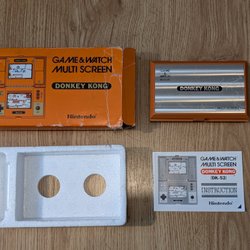 GAME&WATCH
MULTI SCREEN
DONKEY KONG
Nintendo
DONKEY KONG
GAME&WATCH
MULTI SCREEN
DONKEY KONG
(DK-52)
INSTRUCTION
Nintendo